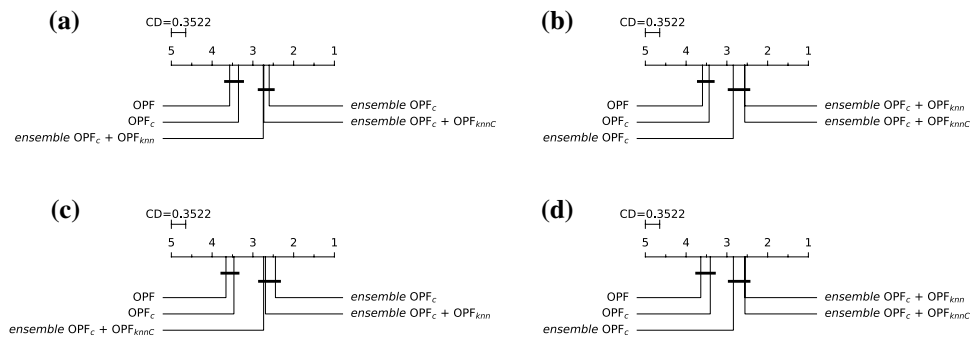 (a)
CD=0.3522
5 4 3 2 1
OPF
OPF_c
ensemble OPF_c + OPF_knn
ensemble OPF_c
ensemble OPF_c + OPF_knnC
(b)
CD=0.3522
5 4 3 2 1
OPF
OPF_c
ensemble OPF_c
ensemble OPF_c + OPF_knn
ensemble OPF_c + OPF_knnC
(c)
CD=0.3522
5 4 3 2 1
OPF
OPF_c
ensemble OPF_c + OPF_knnC
ensemble OPF_c
ensemble OPF_c + OPF_knn
(d)
CD=0.3522
5 4 3 2 1
OPF
OPF_c
ensemble OPF_c
ensemble OPF_c + OPF_knn
ensemble OPF_c + OPF_knnC